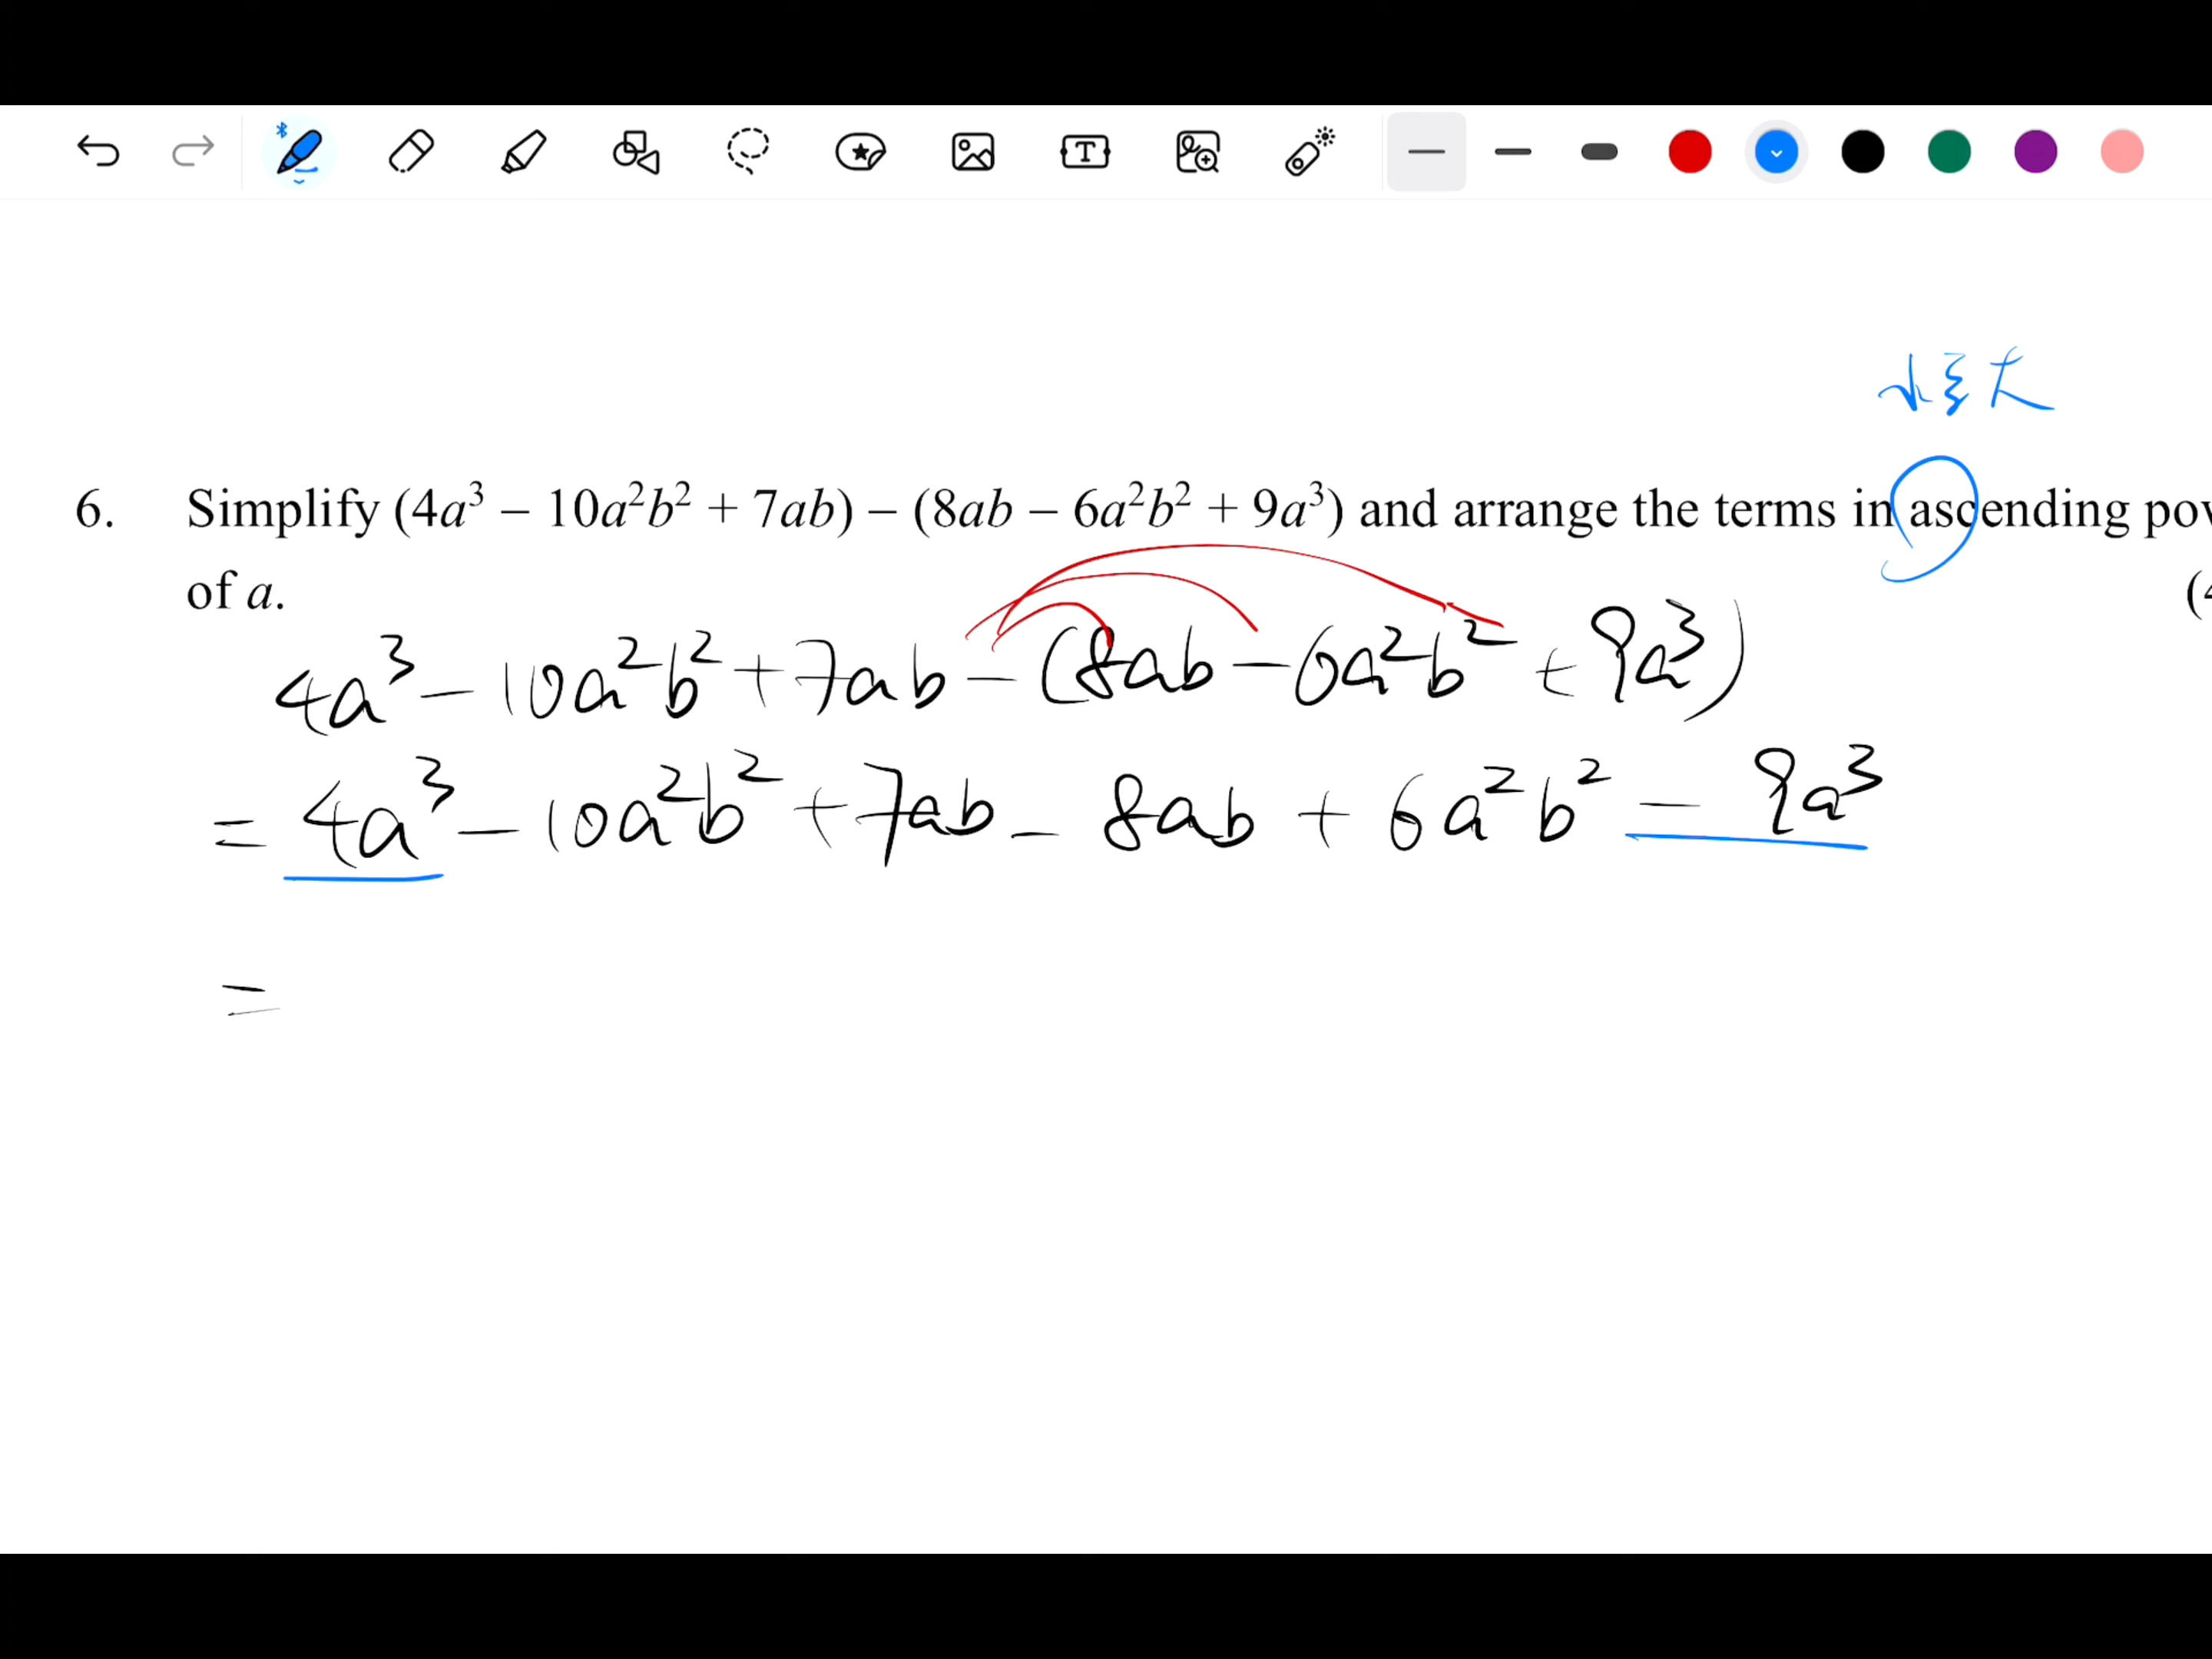 小至大
6. Simplify (4a³ – 10a²b² + 7ab) – (8ab – 6a²b² + 9a³) and arrange the terms in ascending pow
of a. (4
4a³ – 10a²b² + 7ab – (8ab – 6a²b² + 9a³)
= 4a³ – 10a²b² + 7ab – 8ab + 6a²b² – 9a³
=